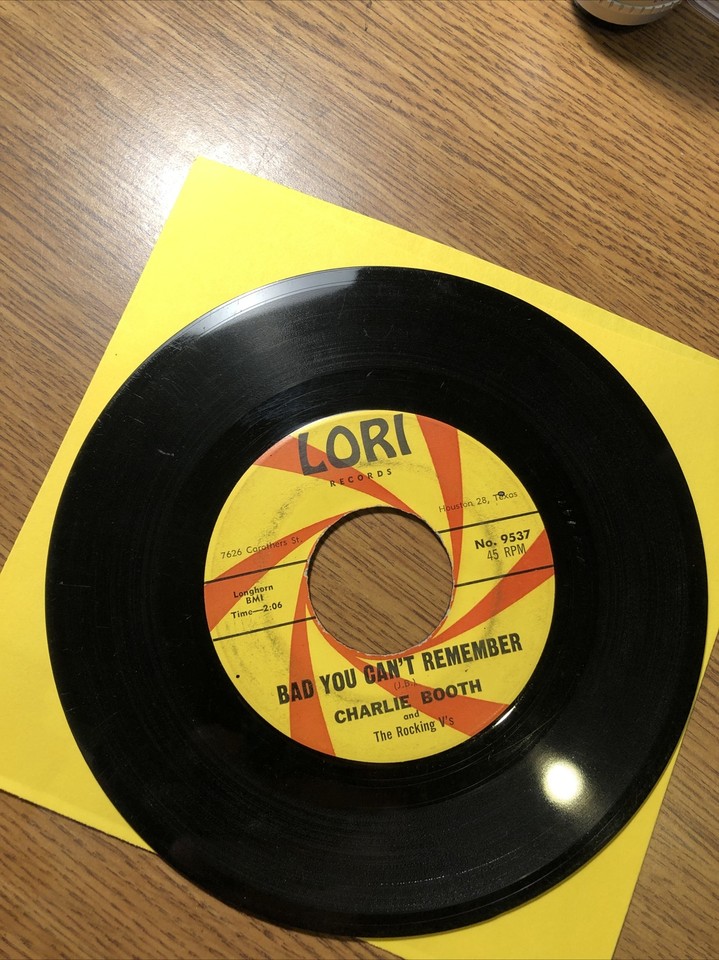 LORI
RECORDS
7626 Carothers St.
Houston 28, Texas
Longhorn
BMI
Time—2:06
No. 9537
45 RPM
BAD YOU CAN'T REMEMBER
(J.B.)
CHARLIE BOOTH
and
The Rocking V's